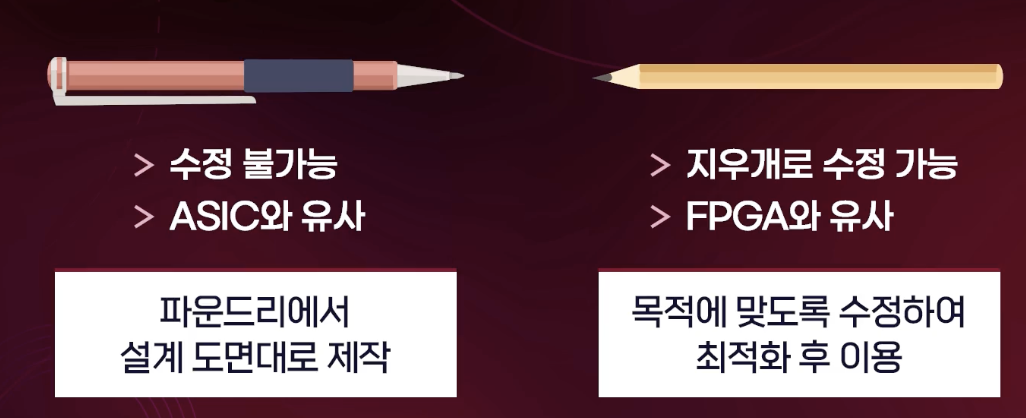 > 수정 불가능
> ASIC와 유사
파운드리에서
설계 도면대로 제작
> 지우개로 수정 가능
> FPGA와 유사
목적에 맞도록 수정하여
최적화 후 이용